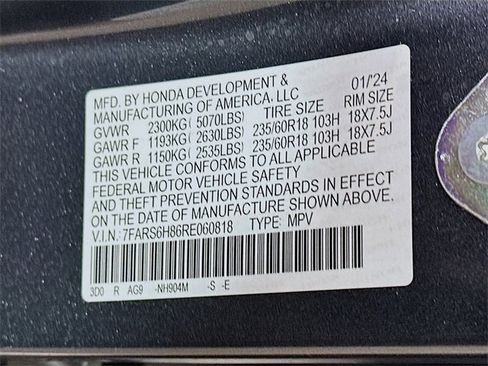 MFD. BY HONDA DEVELOPMENT & 01/'24
MANUFACTURING OF AMERICA, LLC
GVWR 2300KG( 5070LBS) TIRE SIZE RIM SIZE
GAWR F 1193KG( 2630LBS) 235/60R18 103H 18X7.5J
GAWR R 1150KG( 2535LBS) 235/60R18 103H 18X7.5J
THIS VEHICLE CONFORMS TO ALL APPLICABLE
FEDERAL MOTOR VEHICLE SAFETY
AND THEFT PREVENTION STANDARDS IN EFFECT
ON THE DATE OF MANUFACTURE SHOWN ABOVE.
V.I.N.: 7FARS6H86RE060818 TYPE: MPV
3D0 R AG9 -NH904M -S -E